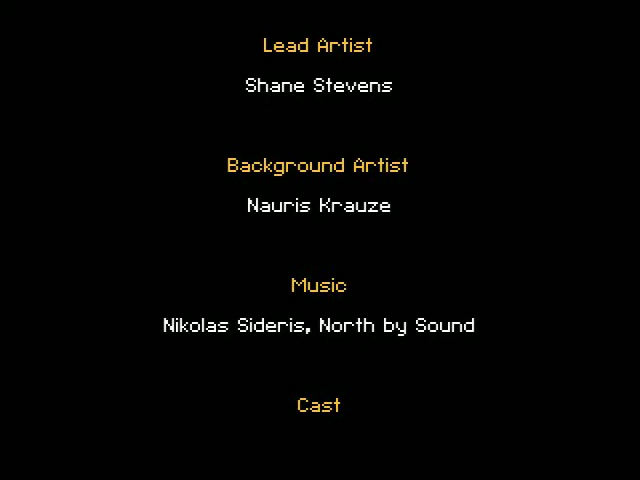 Lead Artist
Shane Stevens
Background Artist
Nauris Krauze
Music
Nikolas Sideris, North by Sound
Cast